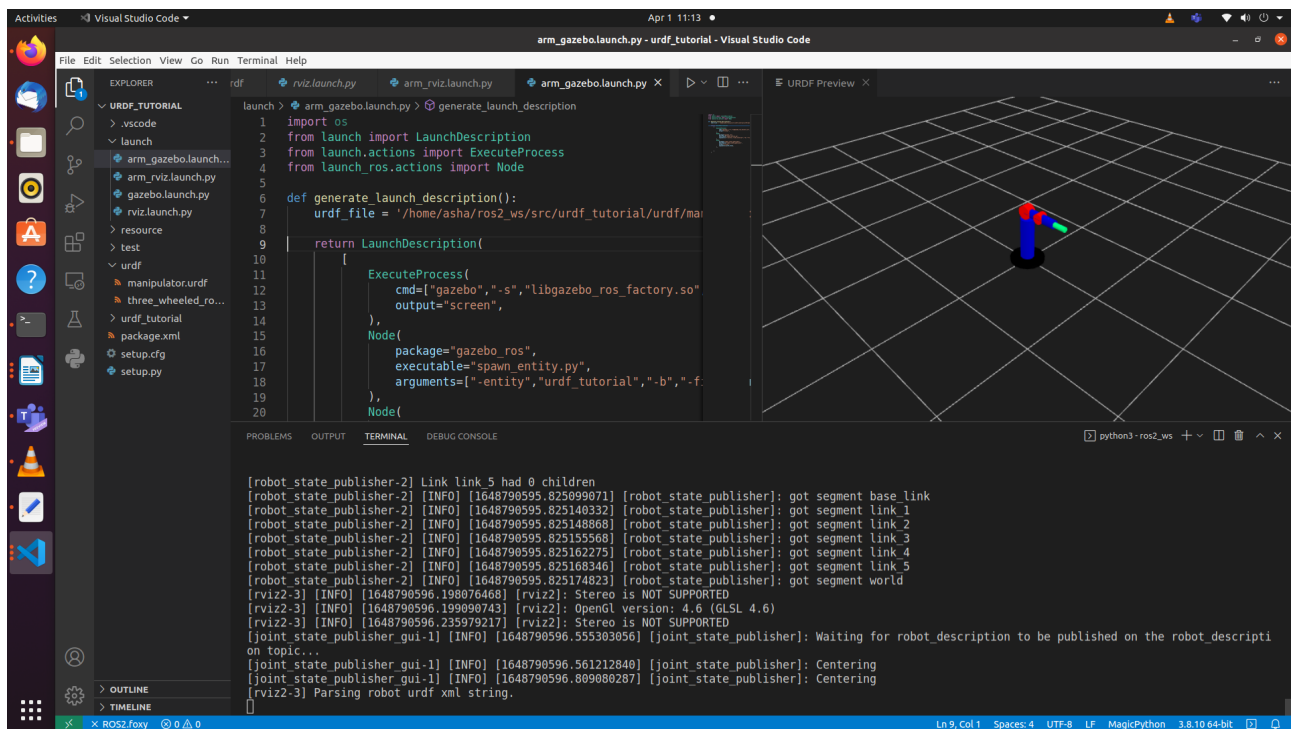 Activities
Visual Studio Code
Apr 1 11:13
arm_gazebo.launch.py - urdf_tutorial - Visual Studio Code
File Edit Selection View Go Run Terminal Help
EXPLORER
rdf
rviz.launch.py
arm_rviz.launch.py
arm_gazebo.launch.py
URDF Preview
URDF_TUTORIAL
.vscode
launch
arm_gazebo.launch...
arm_rviz.launch.py
gazebo.launch.py
rviz.launch.py
resource
test
urdf
manipulator.urdf
three_wheeled_ro...
urdf_tutorial
package.xml
setup.cfg
setup.py
OUTLINE
TIMELINE
launch > arm_gazebo.launch.py > generate_launch_description
1 import os
2 from launch import LaunchDescription
3 from launch.actions import ExecuteProcess
4 from launch_ros.actions import Node
5
6 def generate_launch_description():
7 urdf_file = '/home/asha/ros2_ws/src/urdf_tutorial/urdf/ma
8
9 return LaunchDescription(
10 [
11 ExecuteProcess(
12 cmd=["gazebo","-s","libgazebo_ros_factory.so"
13 output="screen",
14 ),
15 Node(
16 package="gazebo_ros",
17 executable="spawn_entity.py",
18 arguments=["-entity","urdf_tutorial","-b","-f
19 ),
20 Node(
PROBLEMS OUTPUT TERMINAL DEBUG CONSOLE
python3 - ros2_ws
[robot_state_publisher-2] Link link_5 had 0 children
[robot_state_publisher-2] [INFO] [1648790595.825099071] [robot_state_publisher]: got segment base_link
[robot_state_publisher-2] [INFO] [1648790595.825140332] [robot_state_publisher]: got segment link_1
[robot_state_publisher-2] [INFO] [1648790595.825148868] [robot_state_publisher]: got segment link_2
[robot_state_publisher-2] [INFO] [1648790595.825155568] [robot_state_publisher]: got segment link_3
[robot_state_publisher-2] [INFO] [1648790595.825162275] [robot_state_publisher]: got segment link_4
[robot_state_publisher-2] [INFO] [1648790595.825168346] [robot_state_publisher]: got segment link_5
[robot_state_publisher-2] [INFO] [1648790595.825174823] [robot_state_publisher]: got segment world
[rviz2-3] [INFO] [1648790596.198076468] [rviz2]: Stereo is NOT SUPPORTED
[rviz2-3] [INFO] [1648790596.199090743] [rviz2]: OpenGl version: 4.6 (GLSL 4.6)
[rviz2-3] [INFO] [1648790596.235979217] [rviz2]: Stereo is NOT SUPPORTED
[joint_state_publisher_gui-1] [INFO] [1648790596.555303056] [joint_state_publisher]: Waiting for robot_description to be published on the robot_descripti
on topic...
[joint_state_publisher_gui-1] [INFO] [1648790596.561212840] [joint_state_publisher]: Centering
[joint_state_publisher_gui-1] [INFO] [1648790596.809080287] [joint_state_publisher]: Centering
[rviz2-3] Parsing robot urdf xml string.
ROS2.foxy 0 0 Ln 9, Col 1 Spaces: 4 UTF-8 LF MagicPython 3.8.10 64-bit